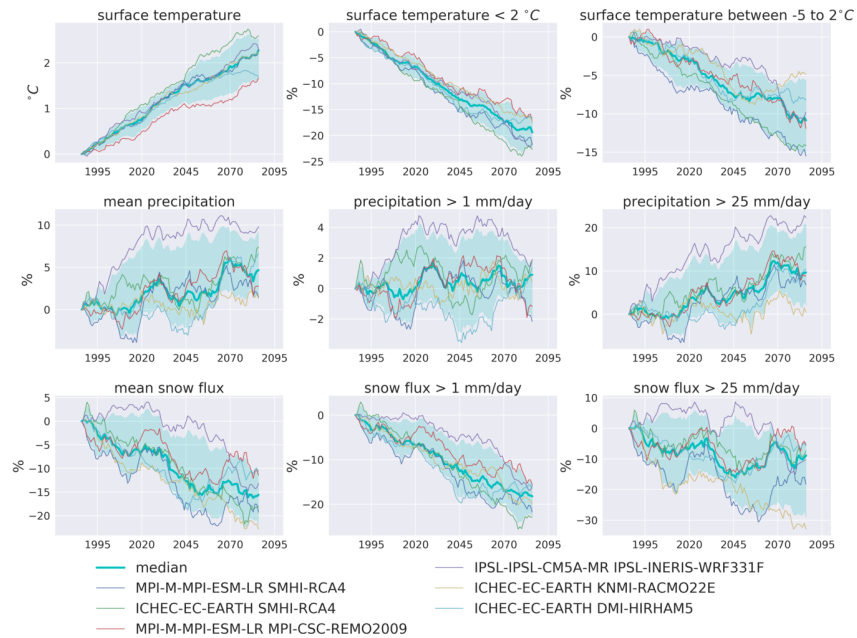 surface temperature
surface temperature < 2 °C
surface temperature between -5 to 2°C
°C
2
1
0
1995 2020 2045 2070 2095
%
0
−5
−10
−15
−20
−25
1995 2020 2045 2070 2095
%
0
−5
−10
−15
1995 2020 2045 2070 2095
mean precipitation
precipitation > 1 mm/day
precipitation > 25 mm/day
%
10
5
0
1995 2020 2045 2070 2095
%
4
2
0
−2
1995 2020 2045 2070 2095
%
20
10
0
1995 2020 2045 2070 2095
mean snow flux
snow flux > 1 mm/day
snow flux > 25 mm/day
%
5
0
−5
−10
−15
−20
1995 2020 2045 2070 2095
%
0
−10
−20
1995 2020 2045 2070 2095
%
10
0
−10
−20
−30
1995 2020 2045 2070 2095
median
MPI-M-MPI-ESM-LR SMHI-RCA4
ICHEC-EC-EARTH SMHI-RCA4
MPI-M-MPI-ESM-LR MPI-CSC-REMO2009
IPSL-IPSL-CM5A-MR IPSL-INERIS-WRF331F
ICHEC-EC-EARTH KNMI-RACMO22E
ICHEC-EC-EARTH DMI-HIRHAM5